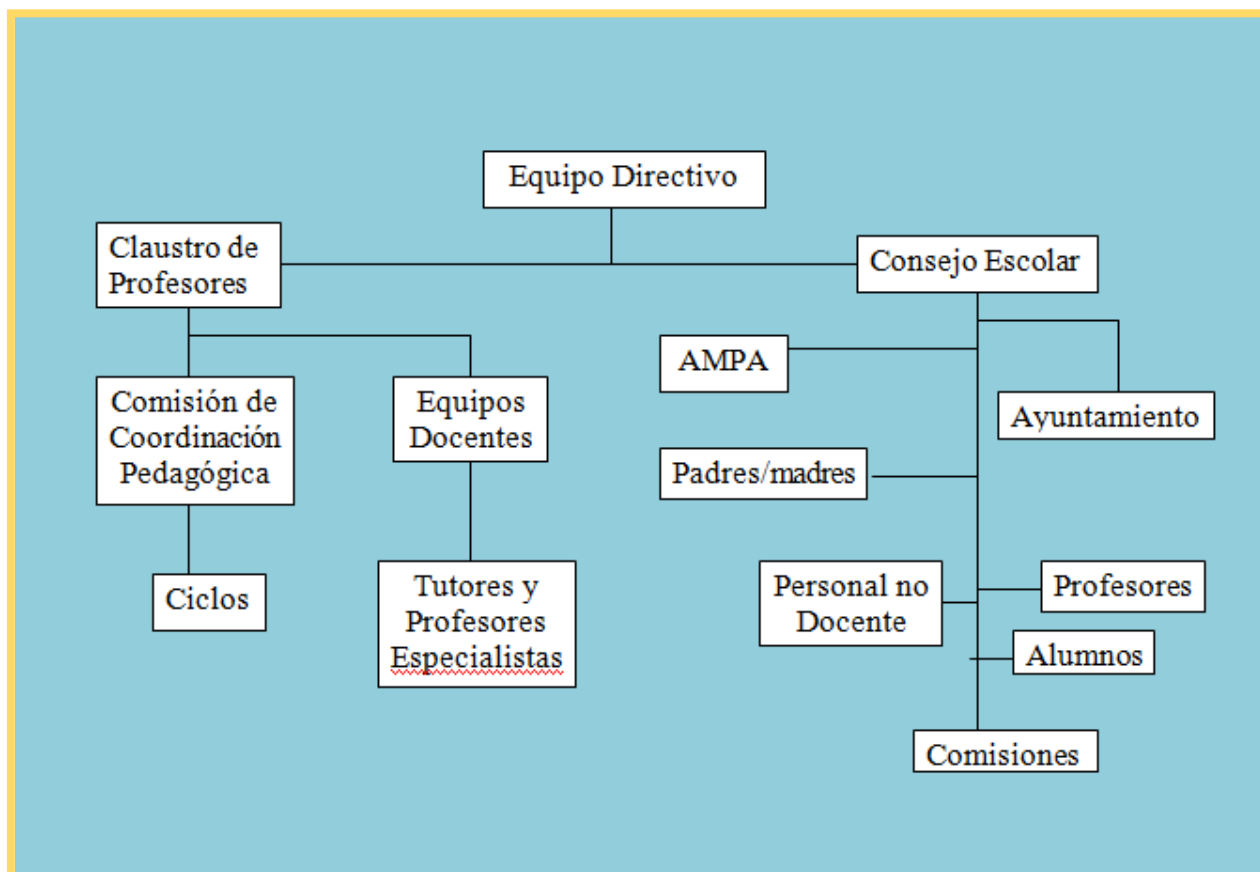 Equipo Directivo
Claustro de
Profesores
Consejo Escolar
AMPA
Ayuntamiento
Comisión de
Coordinación
Pedagógica
Equipos
Docentes
Padres/madres
Ciclos
Tutores y
Profesores
Especialistas
Personal no
Docente
Profesores
Alumnos
Comisiones